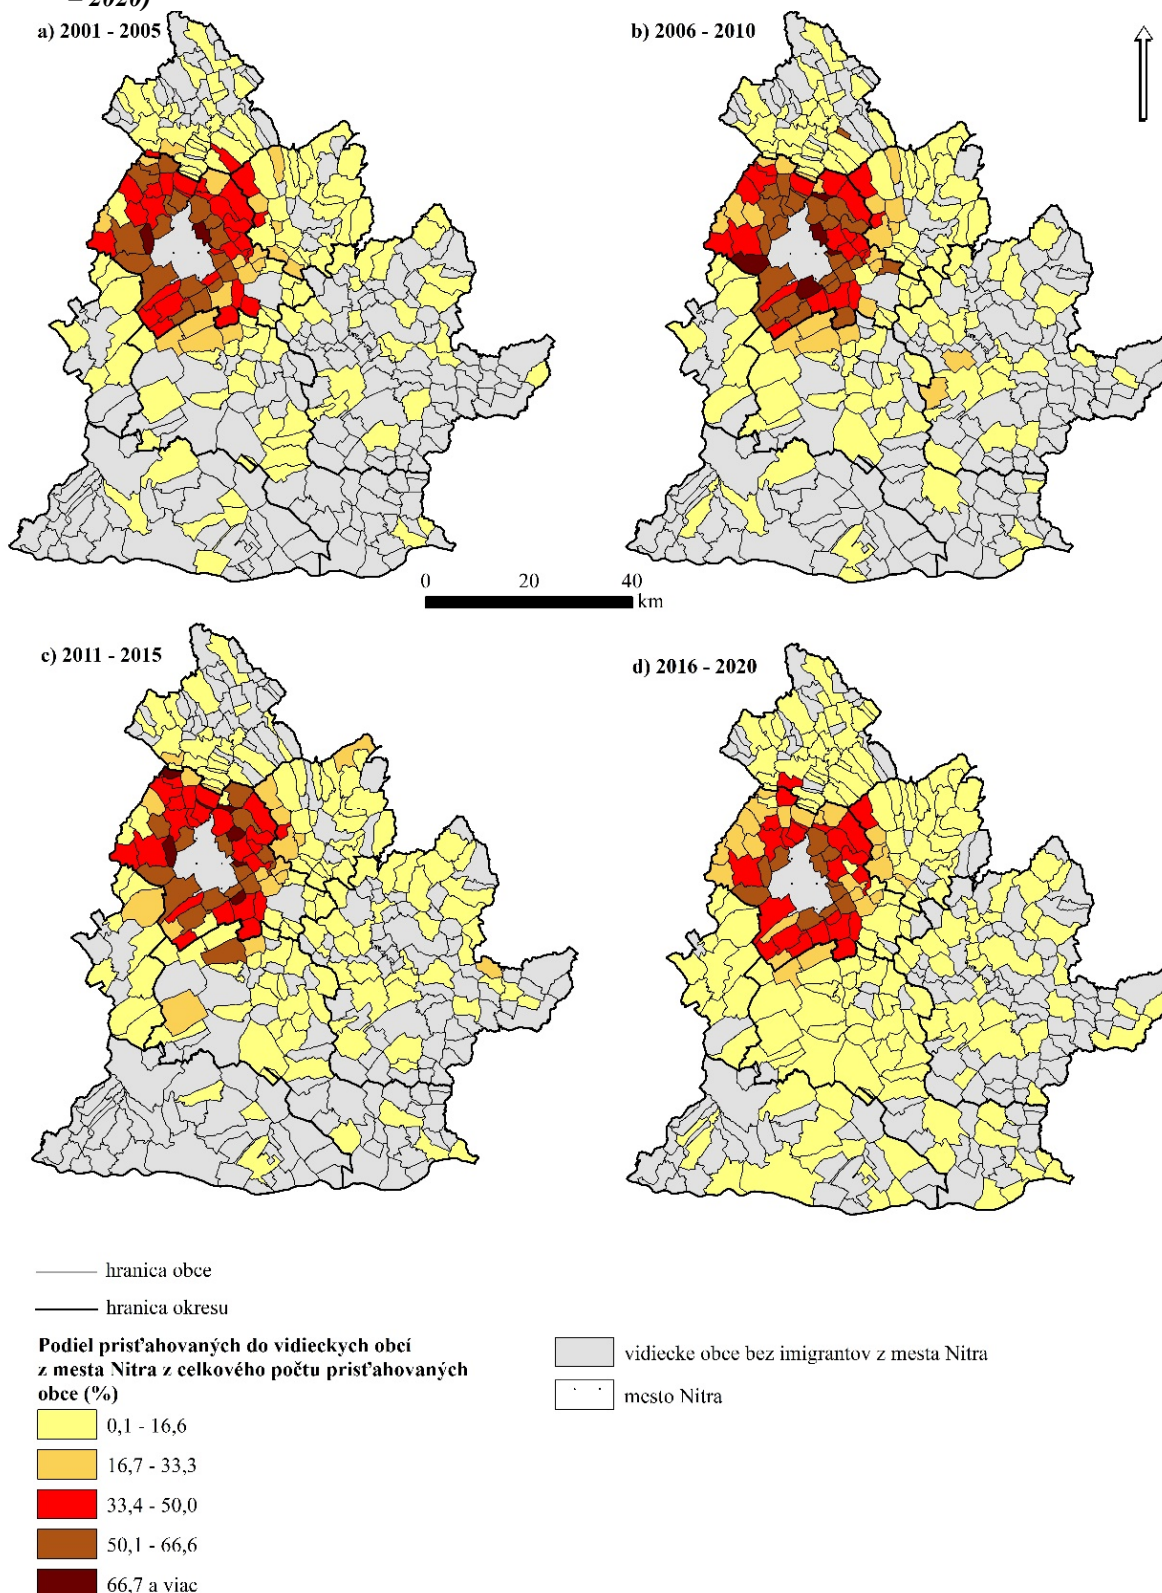 – 2020)
a) 2001 - 2005
b) 2006 - 2010
0 20 40
km
c) 2011 - 2015
d) 2016 - 2020
hranica obce
hranica okresu
Podiel prisťahovaných do vidieckych obcí
z mesta Nitra z celkového počtu prisťahovaných
obce (%)
0,1 - 16,6
16,7 - 33,3
33,4 - 50,0
50,1 - 66,6
66,7 a viac
vidiecke obce bez imigrantov z mesta Nitra
mesto Nitra